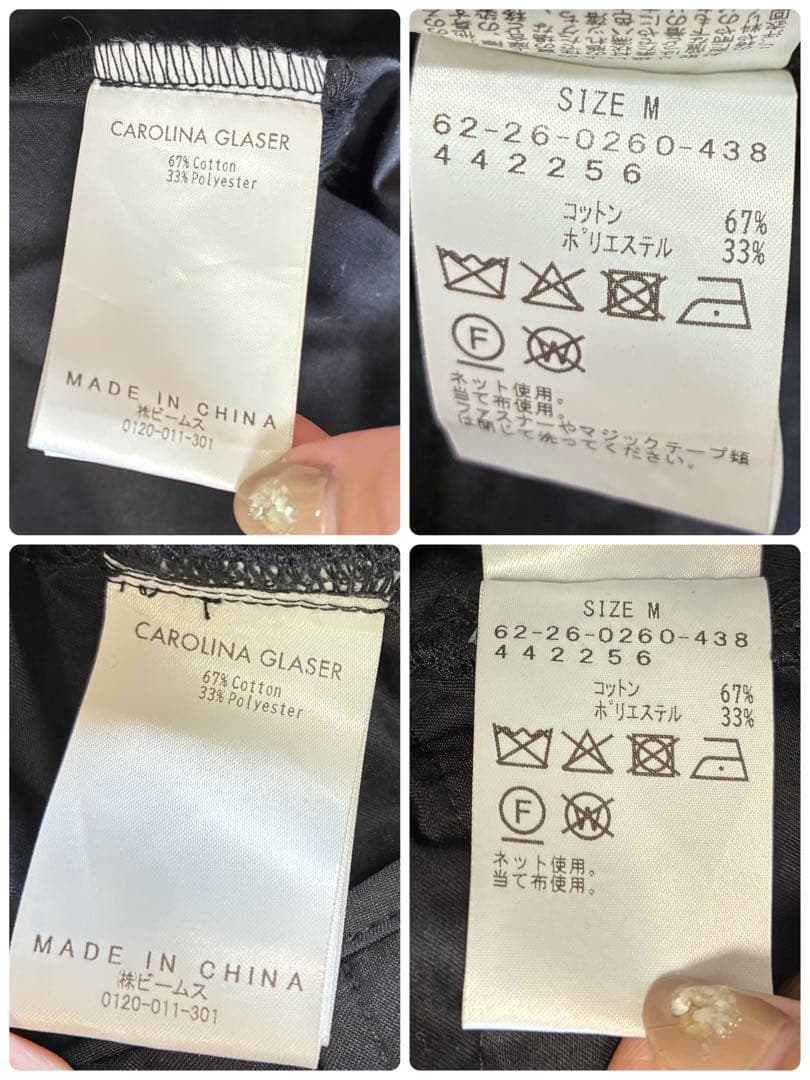 CAROLINA GLASER
67% Cotton
33% Polyester
MADE IN CHINA
㈱ビームス
0120-011-301
SIZE M
62-26-0260-438
442256
コットン 67%
ポリエステル 33%
F W
ネット使用。
当て布使用。
ファスナーやマジックテープ類
は閉じて洗ってください。
CAROLINA GLASER
67% Cotton
33% Polyester
MADE IN CHINA
㈱ビームス
0120-011-301
SIZE M
62-26-0260-438
442256
コットン 67%
ポリエステル 33%
F W
ネット使用。
当て布使用。